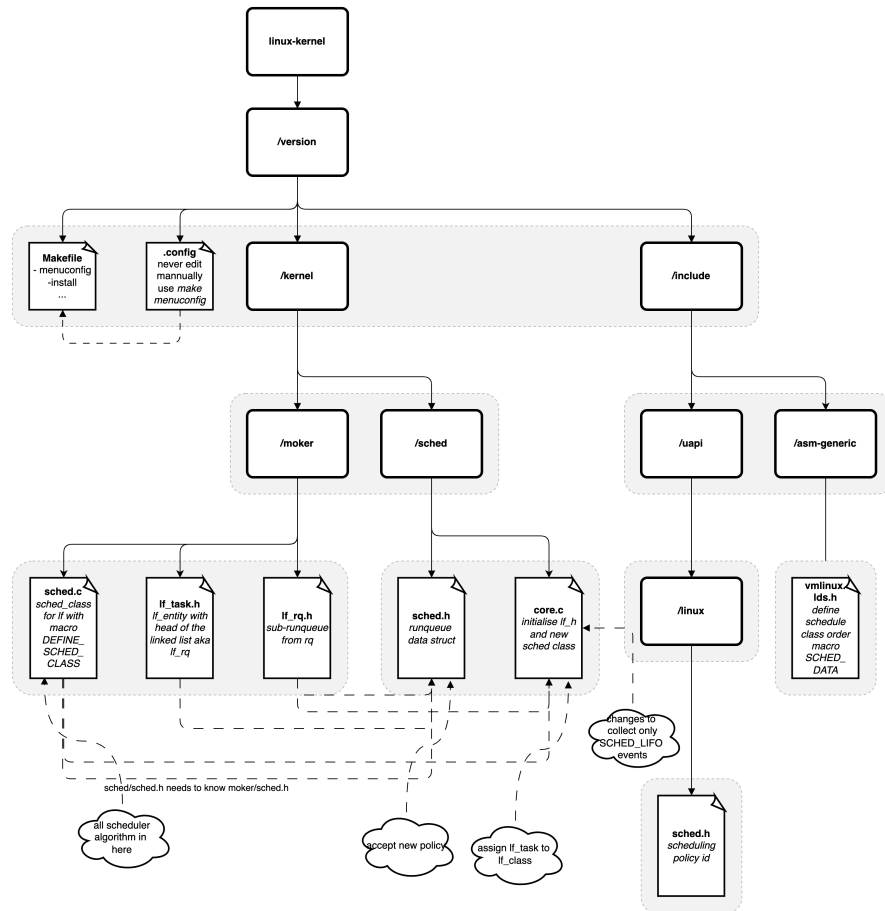 linux-kernel
/version
Makefile
- menuconfig
-install
...
.config
never edit
mannually
use make
menuconfig
/kernel
/include
/moker
/sched
/uapi
/asm-generic
sched.c
sched_class
for lf with
macro
DEFINE_
SCHED_
CLASS
lf_task.h
lf_entity with
head of the
linked list aka
lf_rq
lf_rq.h
sub-runqueue
from rq
sched.h
runqueue
data struct
core.c
initialise lf_h
and new
sched class
/linux
vmlinux.
lds.h
define
schedule
class order
macro
SCHED_
DATA
changes to
collect only
SCHED_LIFO
events
sched/sched.h needs to know moker/sched.h
all scheduler
algorithm in
here
accept new policy
assign lf_task to
lf_class
sched.h
scheduling
policy id